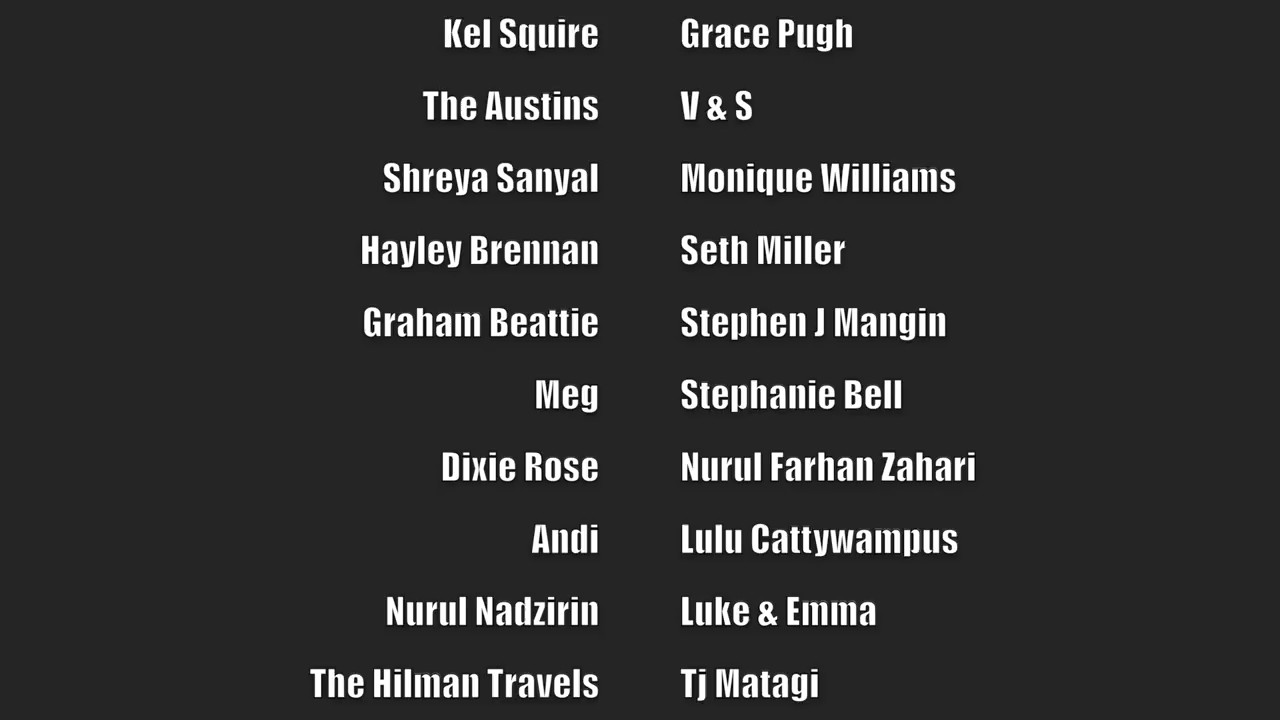 Kel Squire Grace Pugh
The Austins V & S
Shreya Sanyal Monique Williams
Hayley Brennan Seth Miller
Graham Beattie Stephen J Mangin
Meg Stephanie Bell
Dixie Rose Nurul Farhan Zahari
Andi Lulu Cattywampus
Nurul Nadzirin Luke & Emma
The Hilman Travels Tj Matagi